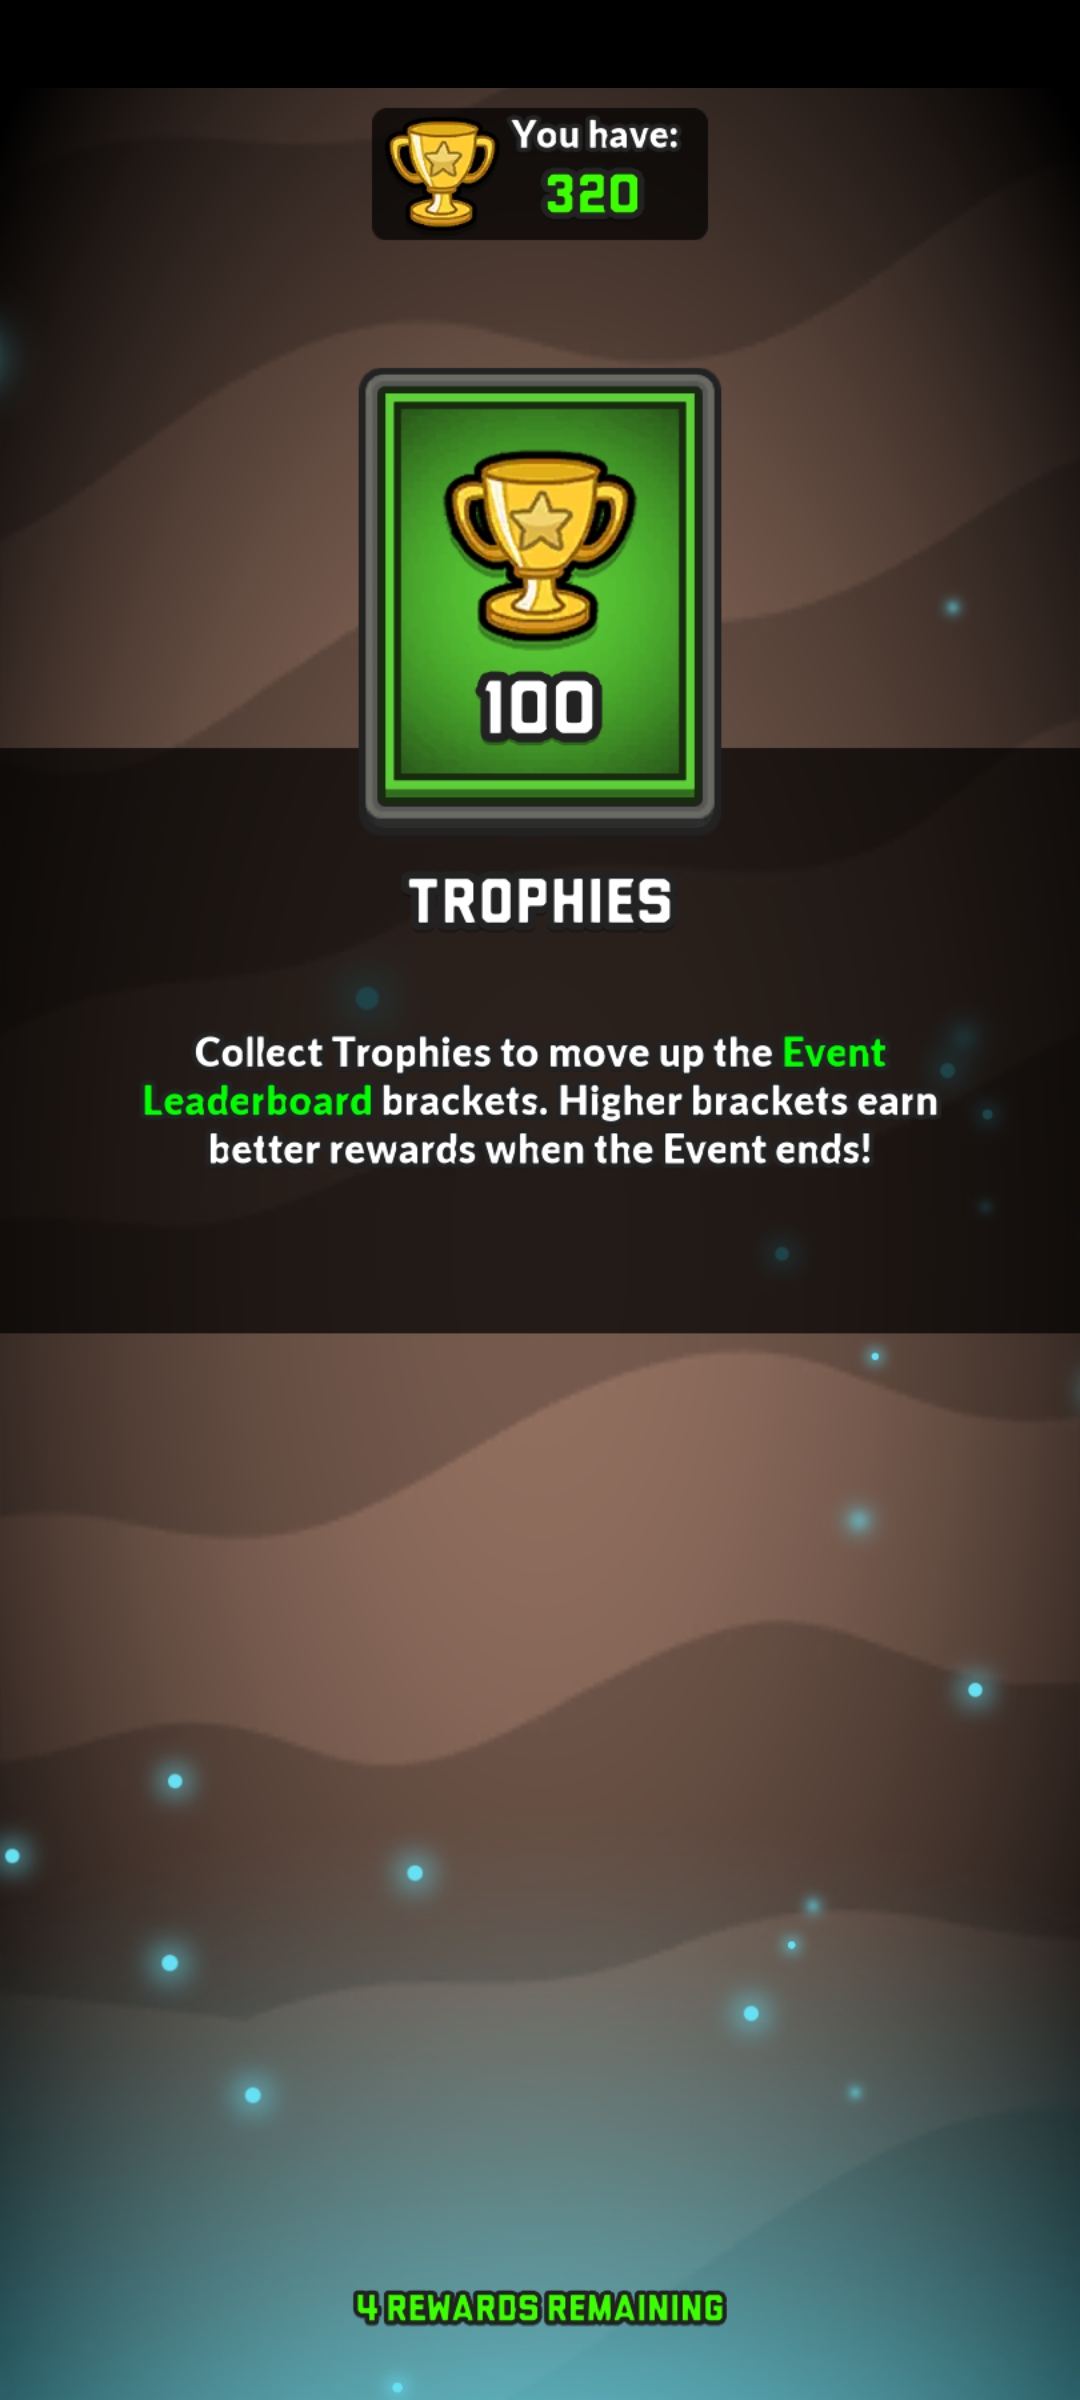 You have:
320
100
TROPHIES
Collect Trophies to move up the Event
Leaderboard brackets. Higher brackets earn
better rewards when the Event ends!
4 REWARDS REMAINING